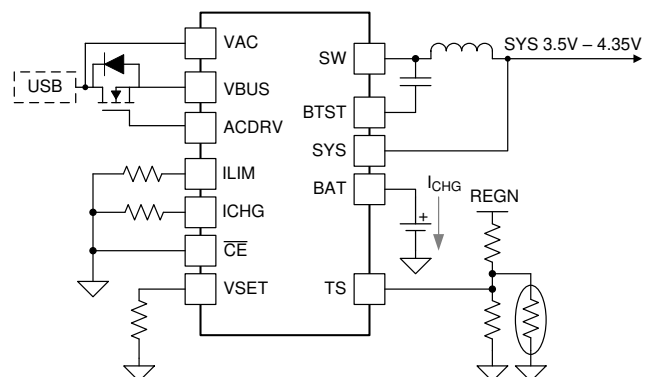 VAC
SW
SYS 3.5V – 4.35V
USB
VBUS
BTST
ACDRV
SYS
ILIM
BAT
ICHG
REGN
+
ICHG
CE
VSET
TS